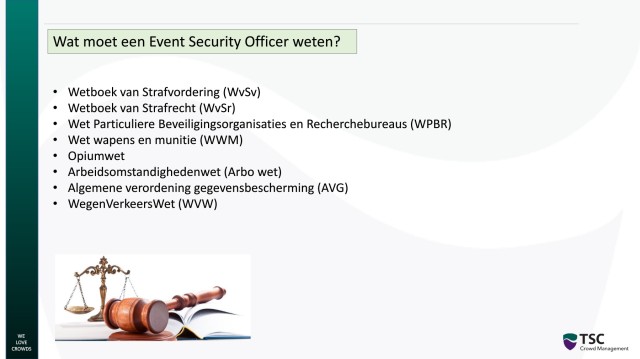 Wat moet een Event Security Officer weten?
• Wetboek van Strafvordering (WvSv)
• Wetboek van Strafrecht (WvSr)
• Wet Particuliere Beveiligingsorganisaties en Recherchebureaus (WPBR)
• Wet wapens en munitie (WWM)
• Opiumwet
• Arbeidsomstandighedenwet (Arbo wet)
• Algemene verordening gegevensbescherming (AVG)
• WegenVerkeersWet (WVW)
WE
LOVE
CROWDS
TSC
Crowd Management